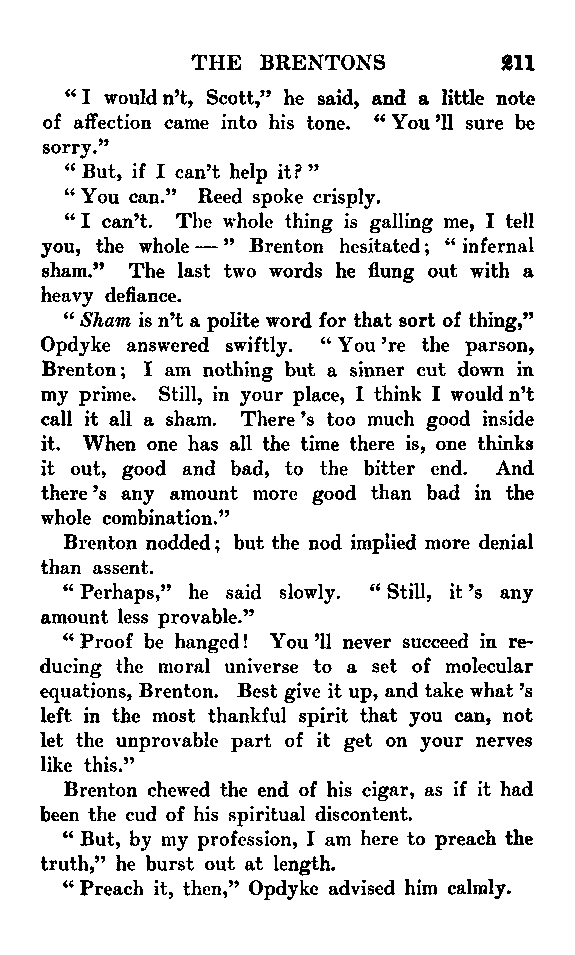 THE BRENTONS 211
"I would n't, Scott," he said, and a little note
of affection came into his tone. "You 'll sure be
sorry."
"But, if I can't help it?"
"You can." Reed spoke crisply.
"I can't. The whole thing is galling me, I tell
you, the whole — " Brenton hesitated; "infernal
sham." The last two words he flung out with a
heavy defiance.
"Sham is n't a polite word for that sort of thing,"
Opdyke answered swiftly. "You 're the parson,
Brenton; I am nothing but a sinner cut down in
my prime. Still, in your place, I think I would n't
call it all a sham. There 's too much good inside
it. When one has all the time there is, one thinks
it out, good and bad, to the bitter end. And
there 's any amount more good than bad in the
whole combination."
Brenton nodded; but the nod implied more denial
than assent.
"Perhaps," he said slowly. "Still, it 's any
amount less provable."
"Proof be hanged! You 'll never succeed in re-
ducing the moral universe to a set of molecular
equations, Brenton. Best give it up, and take what 's
left in the most thankful spirit that you can, not
let the unprovable part of it get on your nerves
like this."
Brenton chewed the end of his cigar, as if it had
been the cud of his spiritual discontent.
"But, by my profession, I am here to preach the
truth," he burst out at length.
"Preach it, then," Opdyke advised him calmly.